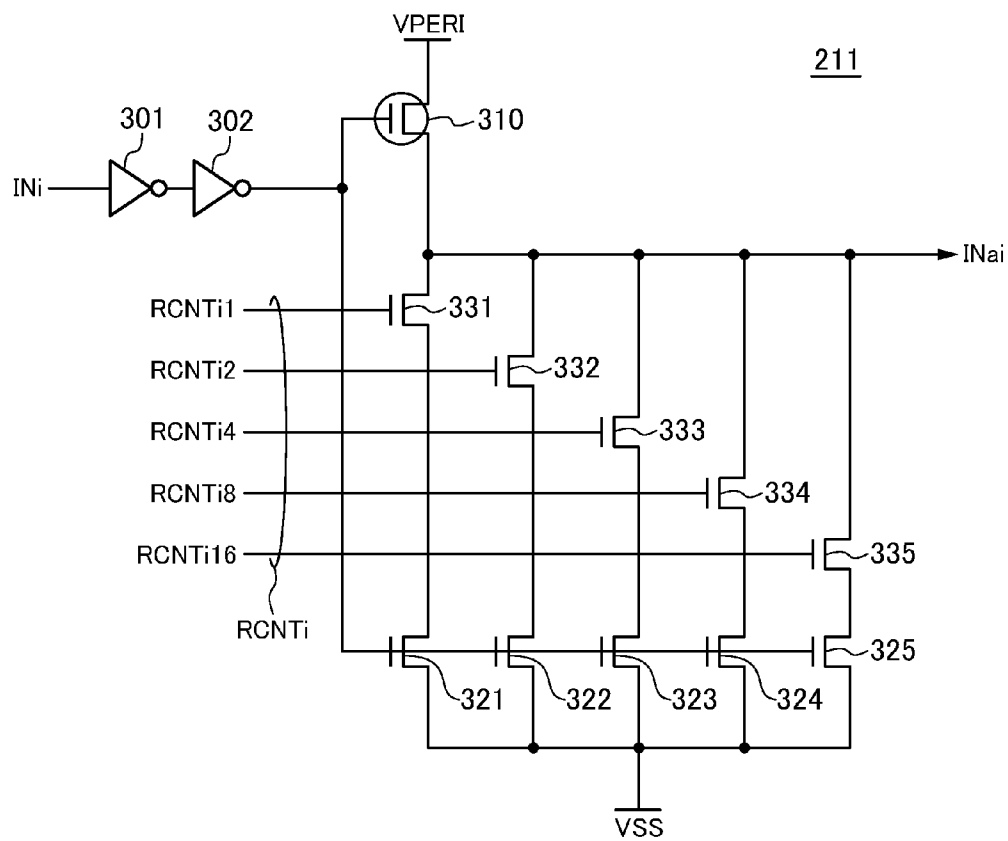 VPERI
211
301
302
310
INi
INai
RCNTi1
331
RCNTi2
332
RCNTi4
333
RCNTi8
334
RCNTi16
335
RCNTi
321
322
323
324
325
VSS